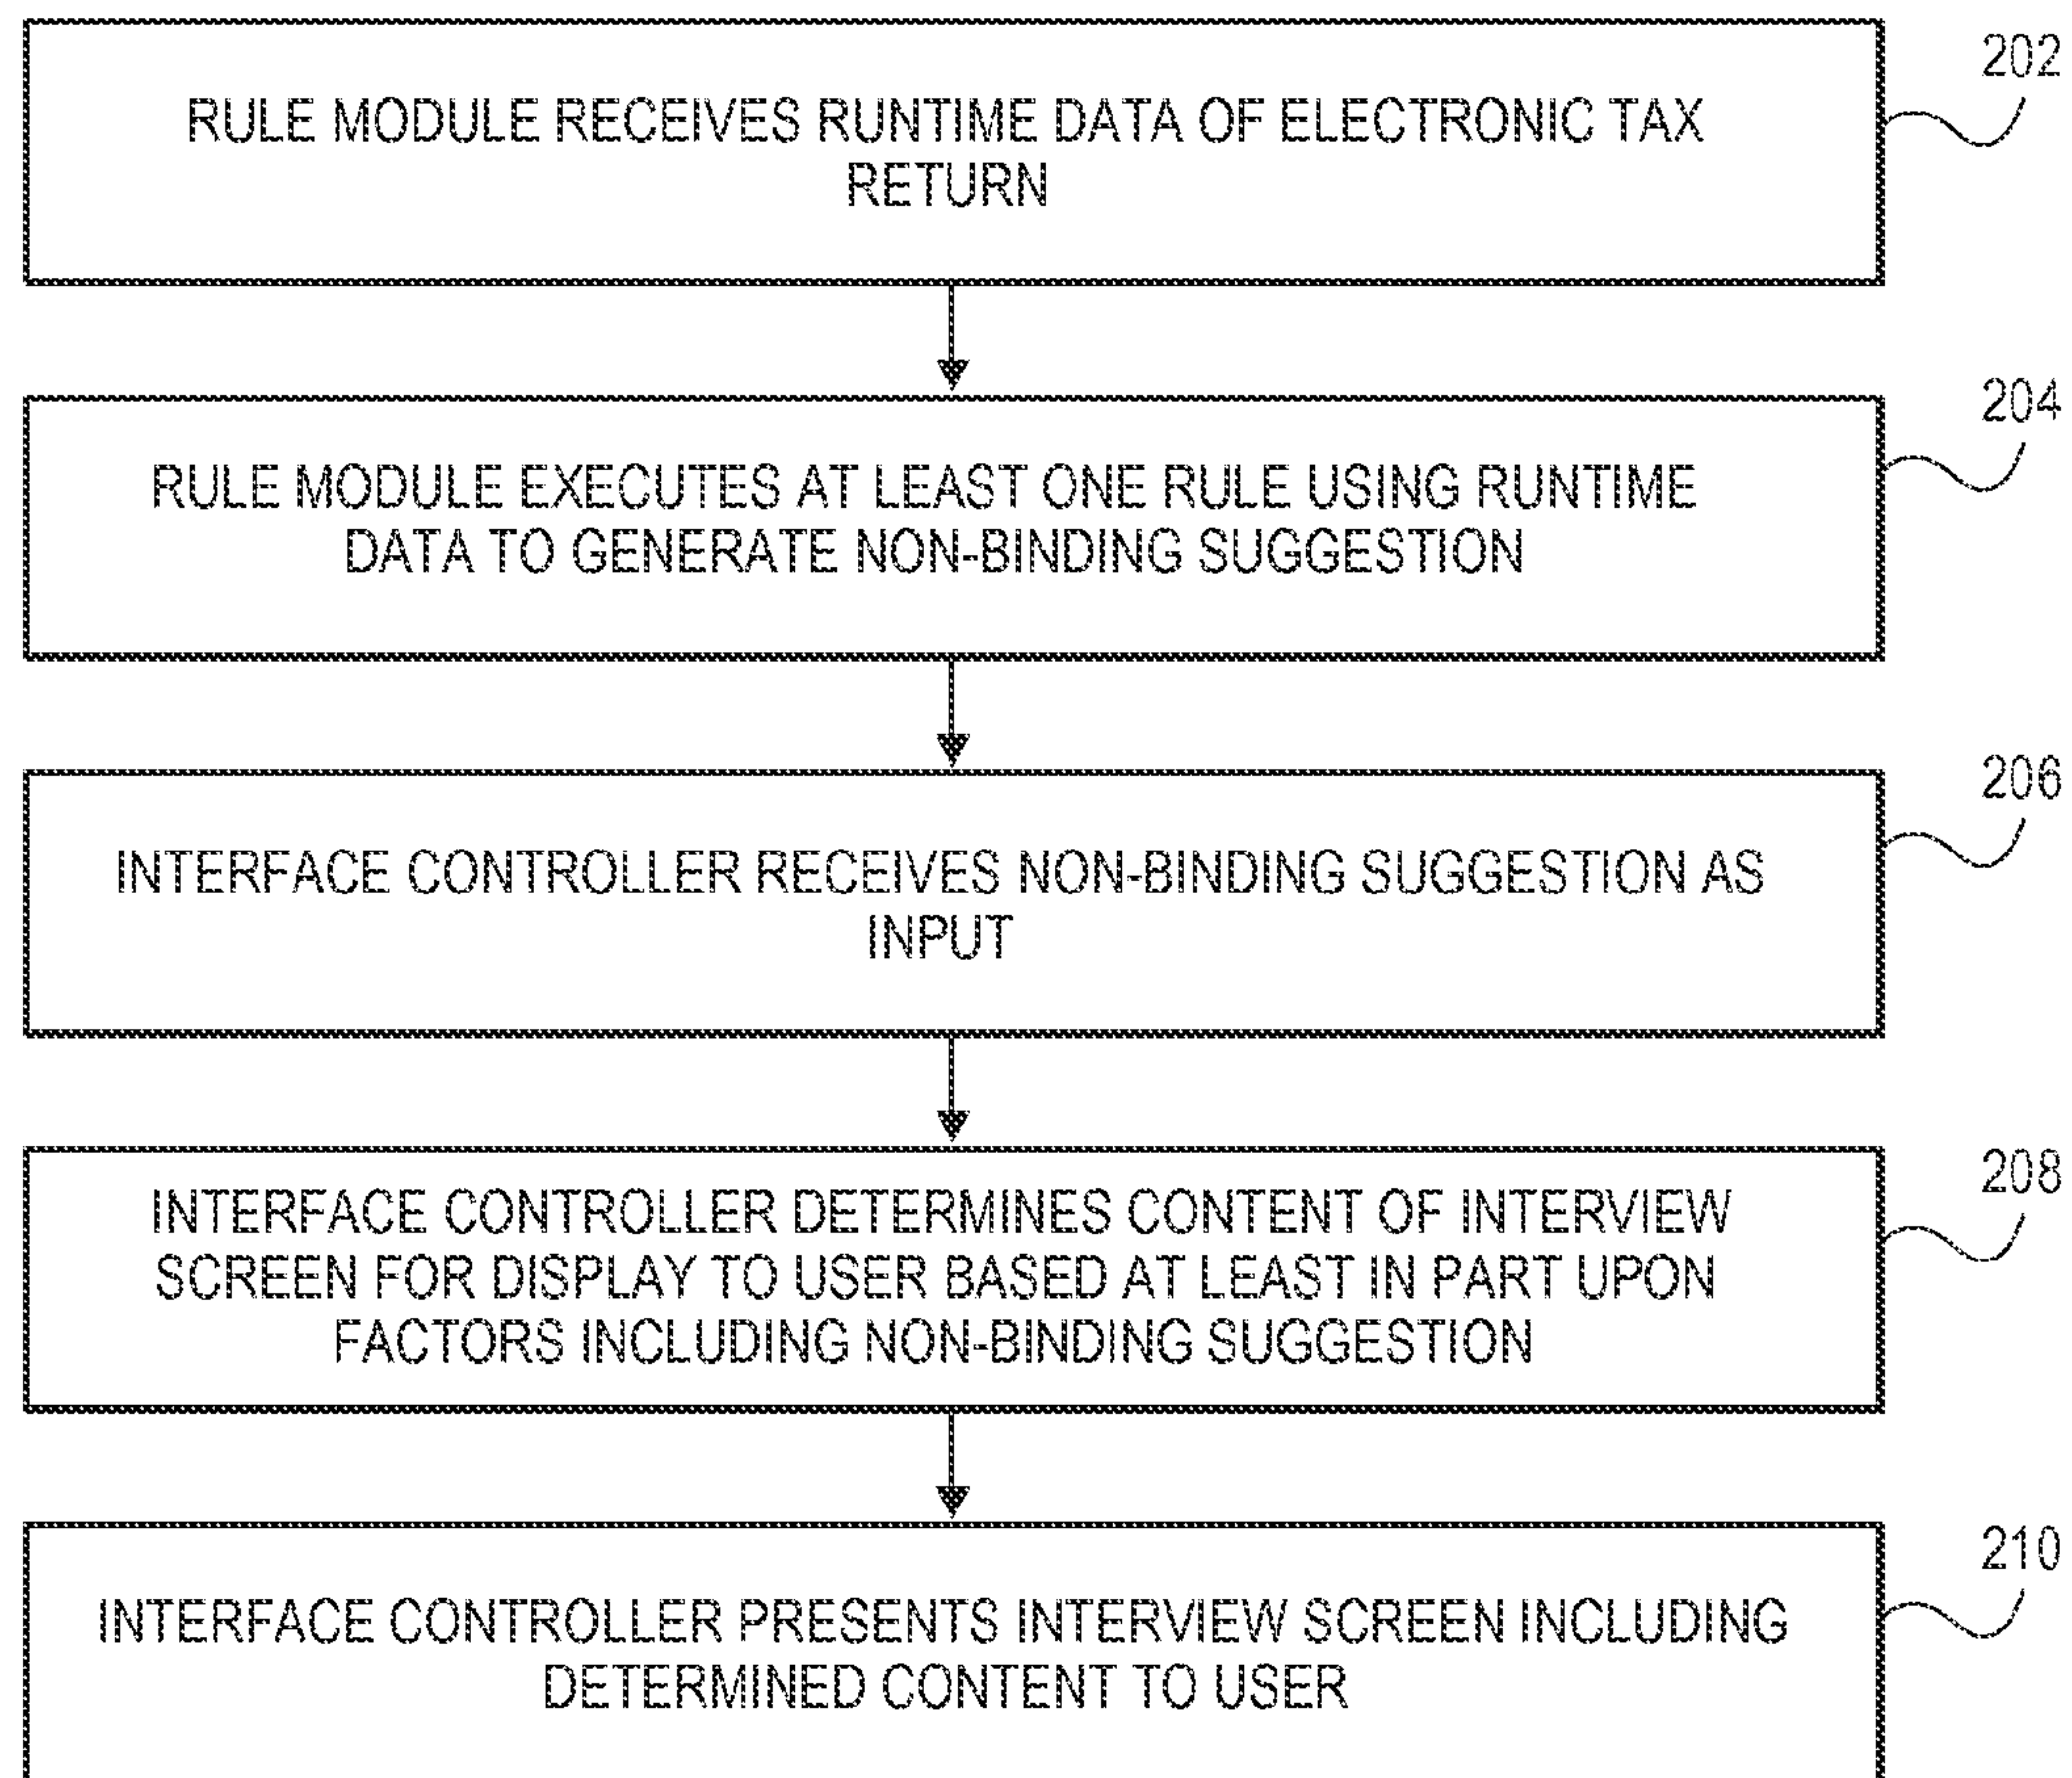 RULE MODULE RECEIVES RUNTIME DATA OF ELECTRONIC TAX
RETURN
202
RULE MODULE EXECUTES AT LEAST ONE RULE USING RUNTIME
DATA TO GENERATE NON-BINDING SUGGESTION
204
INTERFACE CONTROLLER RECEIVES NON-BINDING SUGGESTION AS
INPUT
206
INTERFACE CONTROLLER DETERMINES CONTENT OF INTERVIEW
SCREEN FOR DISPLAY TO USER BASED AT LEAST IN PART UPON
FACTORS INCLUDING NON-BINDING SUGGESTION
208
INTERFACE CONTROLLER PRESENTS INTERVIEW SCREEN INCLUDING
DETERMINED CONTENT TO USER
210